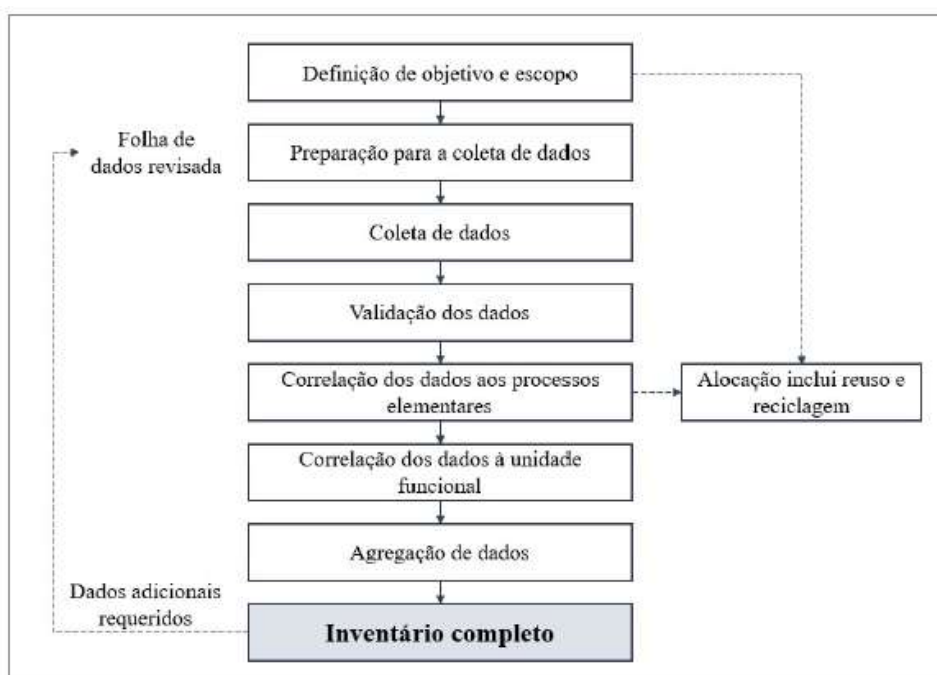 Definição de objetivo e escopo
Folha de
dados revisada
Preparação para a coleta de dados
Coleta de dados
Validação dos dados
Correlação dos dados aos processos
elementares
Alocação inclui reuso e
reciclagem
Correlação dos dados à unidade
funcional
Agregação de dados
Dados adicionais
requeridos
Inventário completo